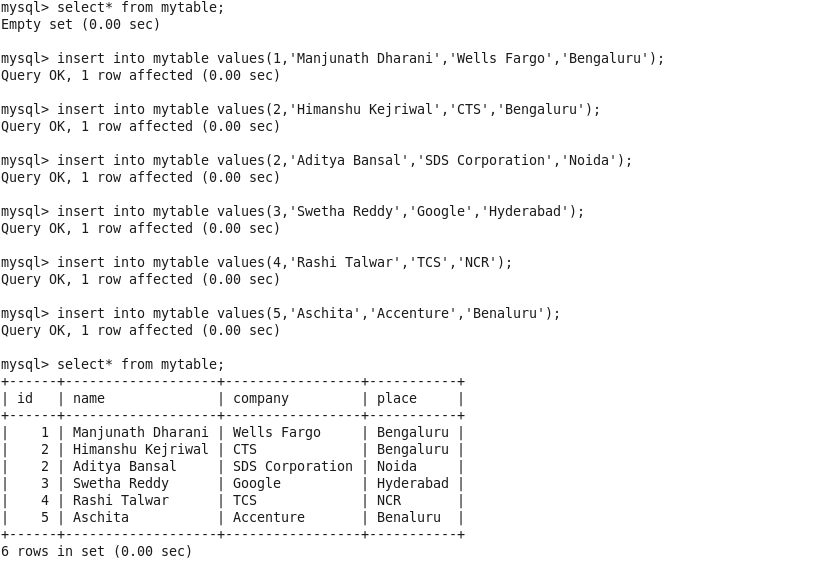 mysql> select* from mytable;
Empty set (0.00 sec)

mysql> insert into mytable values(1,'Manjunath Dharani','Wells Fargo','Bengaluru');
Query OK, 1 row affected (0.00 sec)

mysql> insert into mytable values(2,'Himanshu Kejriwal','CTS','Bengaluru');
Query OK, 1 row affected (0.00 sec)

mysql> insert into mytable values(2,'Aditya Bansal','SDS Corporation','Noida');
Query OK, 1 row affected (0.00 sec)

mysql> insert into mytable values(3,'Swetha Reddy','Google','Hyderabad');
Query OK, 1 row affected (0.00 sec)

mysql> insert into mytable values(4,'Rashi Talwar','TCS','NCR');
Query OK, 1 row affected (0.00 sec)

mysql> insert into mytable values(5,'Aschita','Accenture','Benaluru');
Query OK, 1 row affected (0.00 sec)

mysql> select* from mytable;
+------+-------------------+-----------------+-----------+
| id   | name              | company         | place     |
+------+-------------------+-----------------+-----------+
|    1 | Manjunath Dharani | Wells Fargo     | Bengaluru |
|    2 | Himanshu Kejriwal | CTS             | Bengaluru |
|    2 | Aditya Bansal     | SDS Corporation | Noida     |
|    3 | Swetha Reddy      | Google          | Hyderabad |
|    4 | Rashi Talwar      | TCS             | NCR       |
|    5 | Aschita           | Accenture       | Benaluru  |
+------+-------------------+-----------------+-----------+
6 rows in set (0.00 sec)